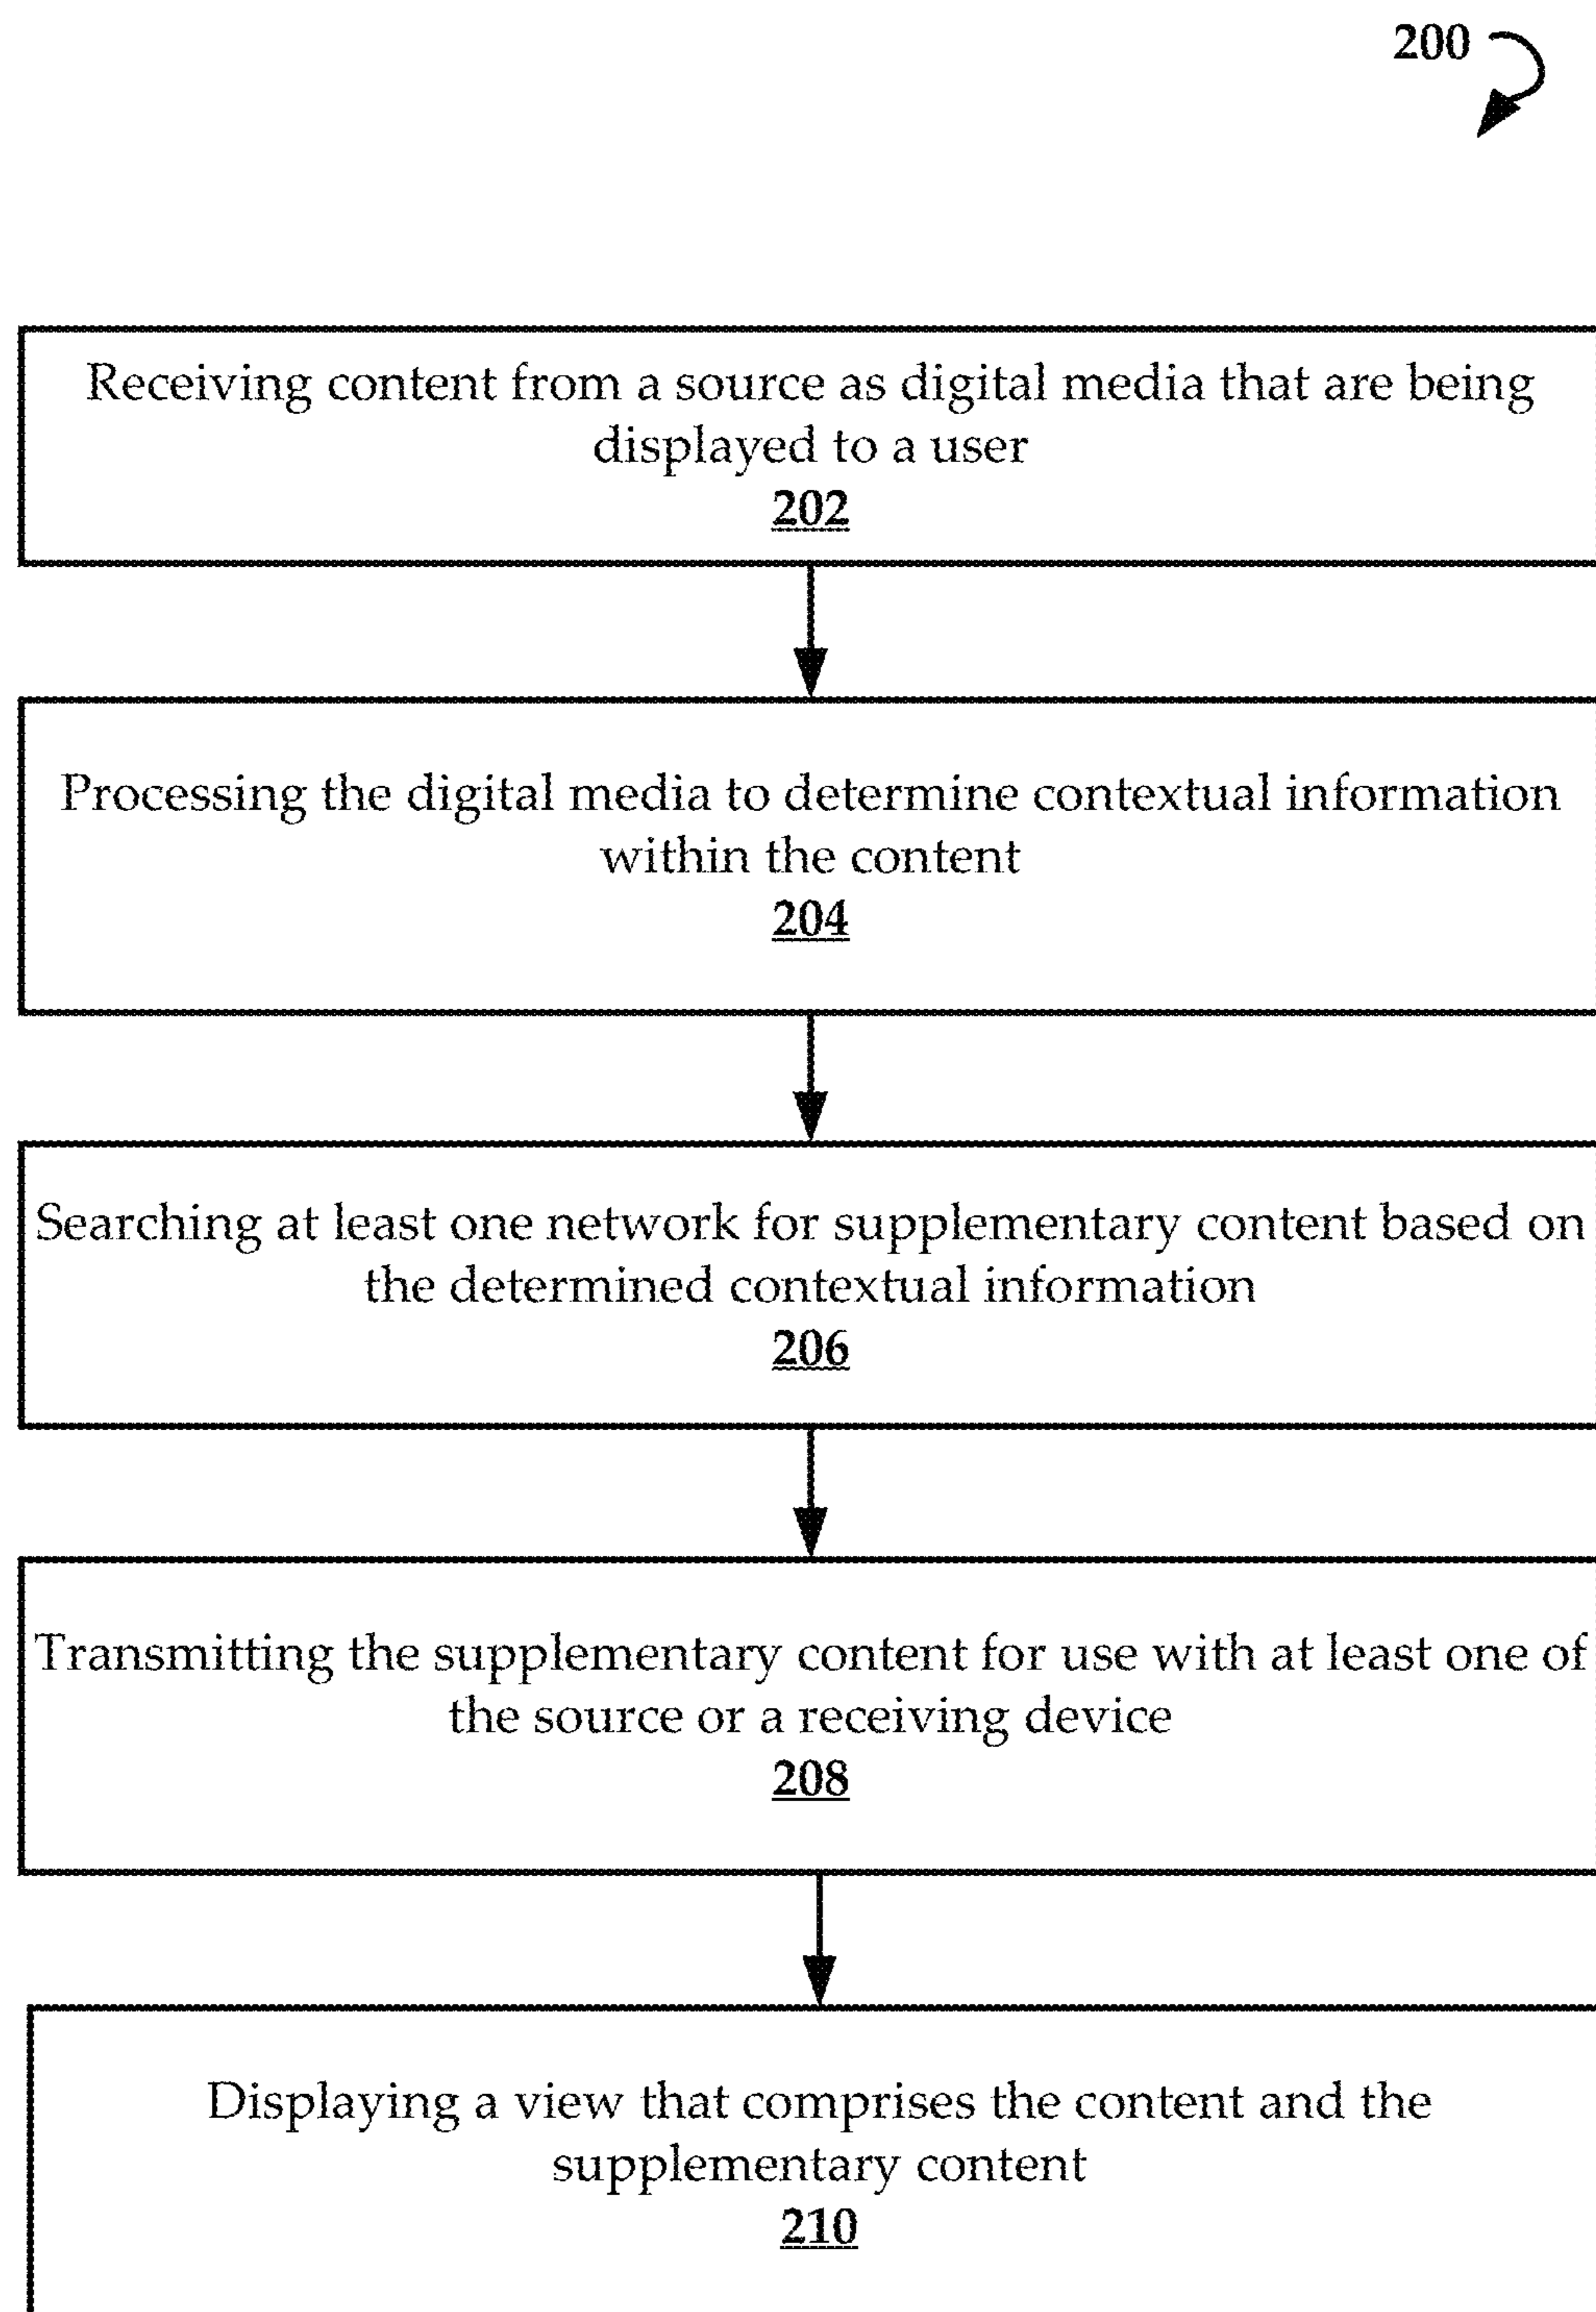 200
Receiving content from a source as digital media that are being
displayed to a user
202
Processing the digital media to determine contextual information
within the content
204
Searching at least one network for supplementary content based on
the determined contextual information
206
Transmitting the supplementary content for use with at least one of
the source or a receiving device
208
Displaying a view that comprises the content and the
supplementary content
210